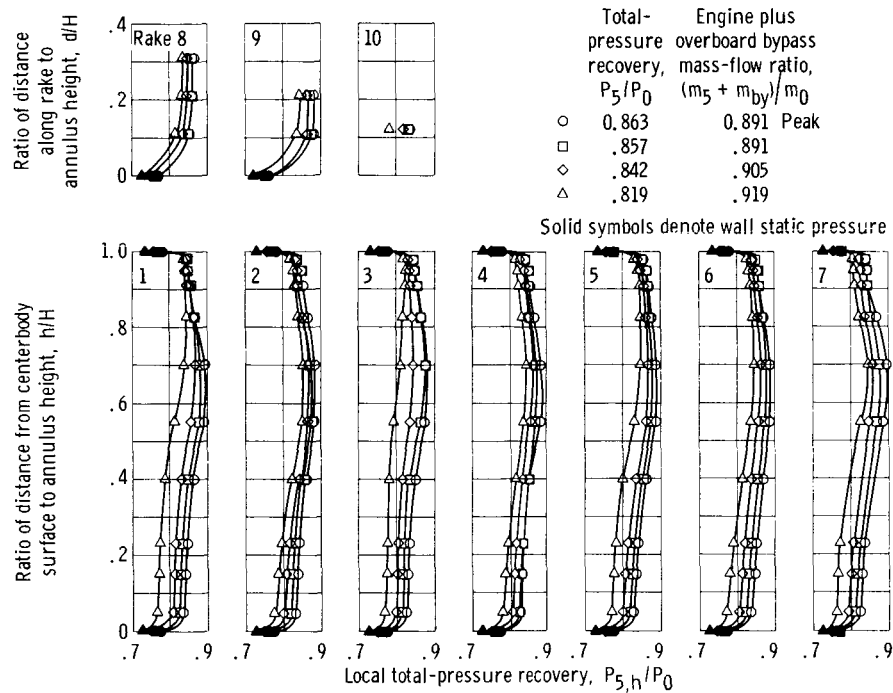 Total-
pressure
recovery,
P5/P0
Engine plus
overboard bypass
mass-flow ratio,
(m5 + mby)/m0
0.863 0.891 Peak
.857 .891
.842 .905
.819 .919
Solid symbols denote wall static pressure
Ratio of distance
along rake to
annulus height, d/H
.4
.2
0
Rake 8
9
10
Ratio of distance from centerbody
surface to annulus height, h/H
1.0
.8
.6
.4
.2
0
1
2
3
4
5
6
7
.7 .9 .7 .9 .7 .9 .7 .9 .7 .9 .7 .9 .7 .9
Local total-pressure recovery, P5,h/P0